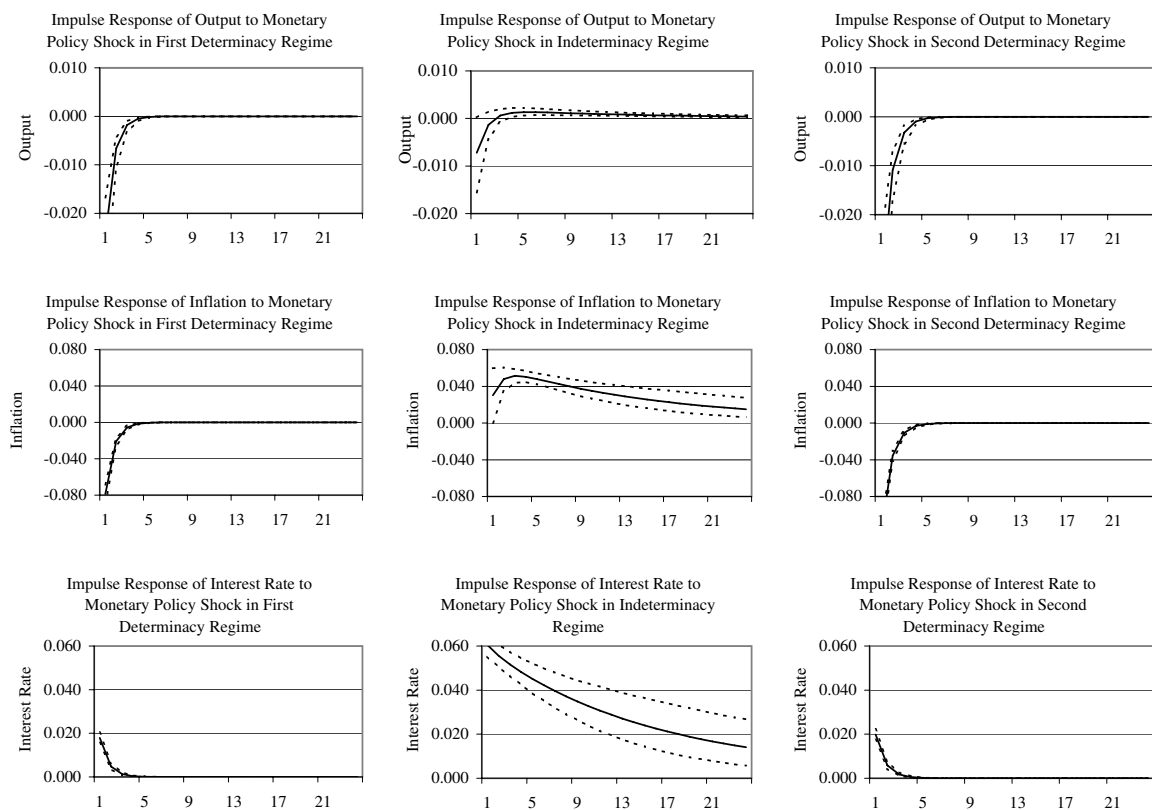 Impulse Response of Output to Monetary
Policy Shock in First Determinacy Regime
0.010
0.000
-0.010
-0.020
Output
1 5 9 13 17 21
Impulse Response of Output to Monetary
Policy Shock in Indeterminacy Regime
0.010
0.000
-0.010
-0.020
Output
1 5 9 13 17 21
Impulse Response of Output to Monetary
Policy Shock in Second Determinacy Regime
0.010
0.000
-0.010
-0.020
Output
1 5 9 13 17 21
Impulse Response of Inflation to Monetary
Policy Shock in First Determinacy Regime
0.080
0.040
0.000
-0.040
-0.080
Inflation
1 5 9 13 17 21
Impulse Response of Inflation to Monetary
Policy Shock in Indeterminacy Regime
0.080
0.040
0.000
-0.040
-0.080
Inflation
1 5 9 13 17 21
Impulse Response of Inflation to Monetary
Policy Shock in Second Determinacy Regime
0.080
0.040
0.000
-0.040
-0.080
Inflation
1 5 9 13 17 21
Impulse Response of Interest Rate to
Monetary Policy Shock in First
Determinacy Regime
0.060
0.040
0.020
0.000
Interest Rate
1 5 9 13 17 21
Impulse Response of Interest Rate to
Monetary Policy Shock in Indeterminacy
Regime
0.060
0.040
0.020
0.000
Interest Rate
1 5 9 13 17 21
Impulse Response of Interest Rate to
Monetary Policy Shock in Second
Determinacy Regime
0.060
0.040
0.020
0.000
Interest Rate
1 5 9 13 17 21